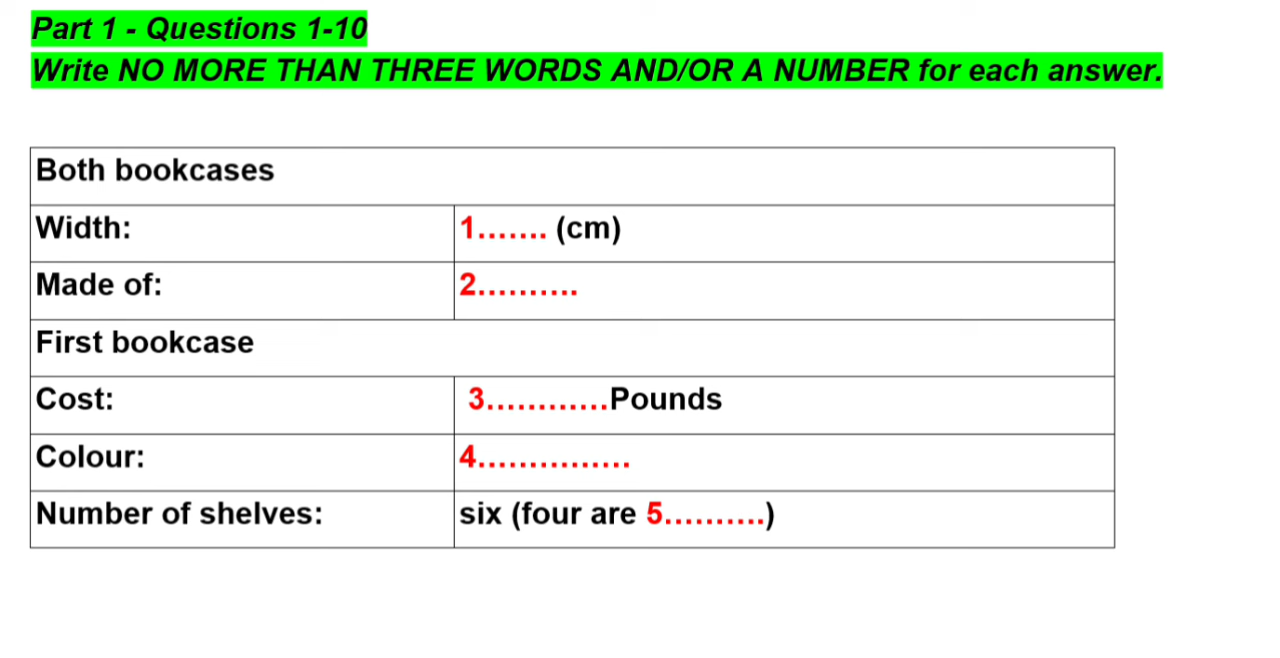 Part 1 - Questions 1-10
Write NO MORE THAN THREE WORDS AND/OR A NUMBER for each answer.
Both bookcases
Width: 1....... (cm)
Made of: 2..........
First bookcase
Cost: 3............Pounds
Colour: 4...............
Number of shelves: six (four are 5..........)